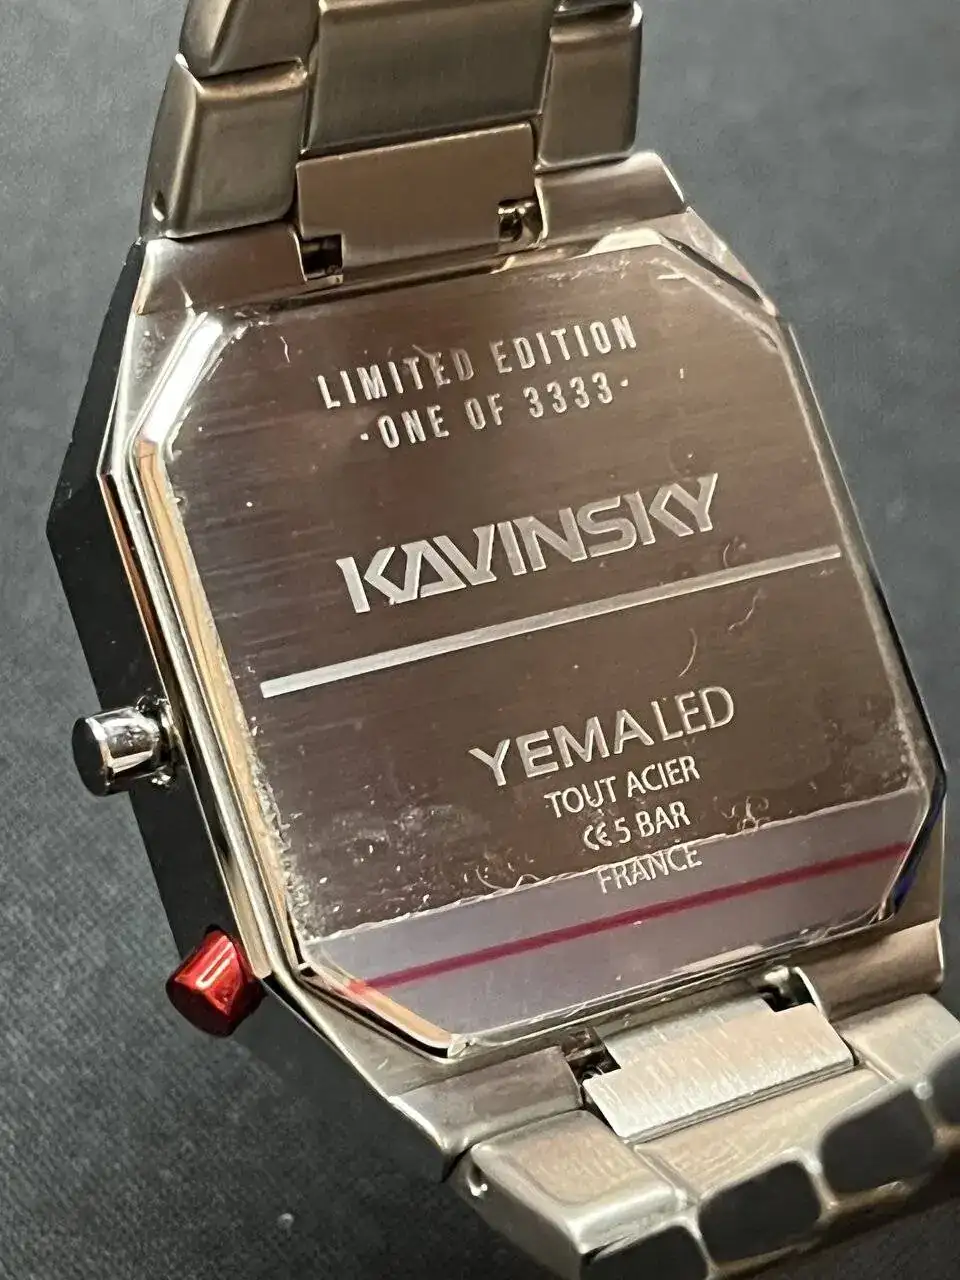 LIMITED EDITION
·ONE OF 3333·
KAVINSKY
YEMA LED
TOUT ACIER
CE 5 BAR
FRANCE